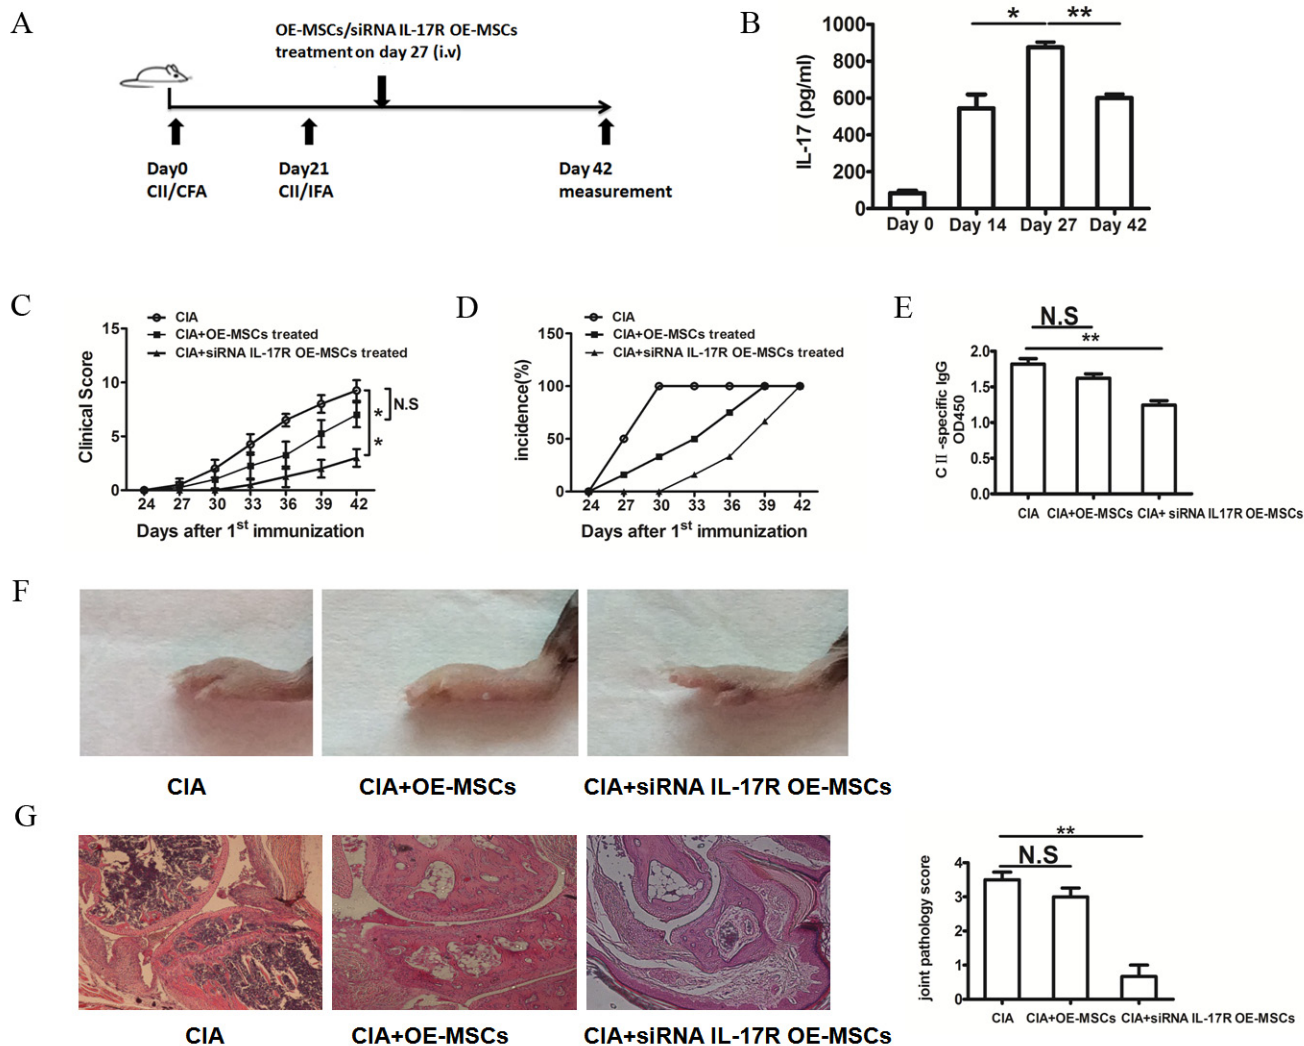 A
OE-MSCs/siRNA IL-17R OE-MSCs
treatment on day 27 (i.v)
Day0
CII/CFA
Day21
CII/IFA
Day 42
measurement
B
IL-17 (pg/ml)
1000
800
600
400
200
0
*
**
Day 0
Day 14
Day 27
Day 42
C
CIA
CIA+OE-MSCs treated
CIA+siRNA IL-17R OE-MSCs treated
Clinical Score
15
10
5
0
N.S
*
*
24 27 30 33 36 39 42
Days after 1st immunization
D
CIA
CIA+OE-MSCs treated
CIA+siRNA IL-17R OE-MSCs treated
incidence(%)
150
100
50
0
24 27 30 33 36 39 42
Days after 1st immunization
E
N.S
**
CⅡ-specific IgG
OD450
2.0
1.5
1.0
0.5
0.0
CIA
CIA+OE-MSCs
CIA+ siRNA IL17R OE-MSCs
F
CIA
CIA+OE-MSCs
CIA+siRNA IL-17R OE-MSCs
G
CIA
CIA+OE-MSCs
CIA+siRNA IL-17R OE-MSCs
**
N.S
joint pathology score
4
3
2
1
0
CIA
CIA+OE-MSCs
CIA+siRNA IL-17R OE-MSCs